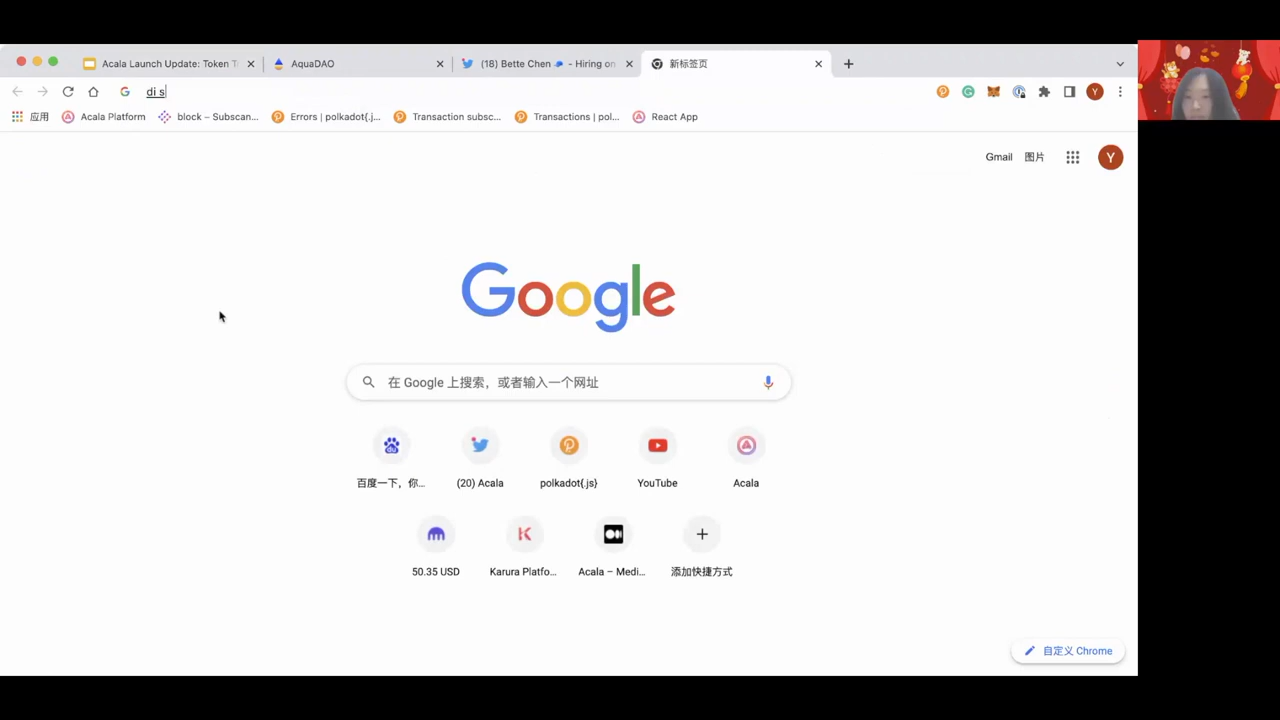 Acala Launch Update: Token T
AquaDAO
(18) Bette Chen 🧢 - Hiring on
新标签页
di s
应用
Acala Platform
block – Subscan...
Errors | polkadot{.j...
Transaction subsc...
Transactions | pol...
React App
Gmail
图片
Y
Google
在 Google 上搜索，或者输入一个网址
百度一下，你...
(20) Acala
polkadot{.js}
YouTube
Acala
50.35 USD
Karura Platfo...
Acala – Medi...
添加快捷方式
自定义 Chrome